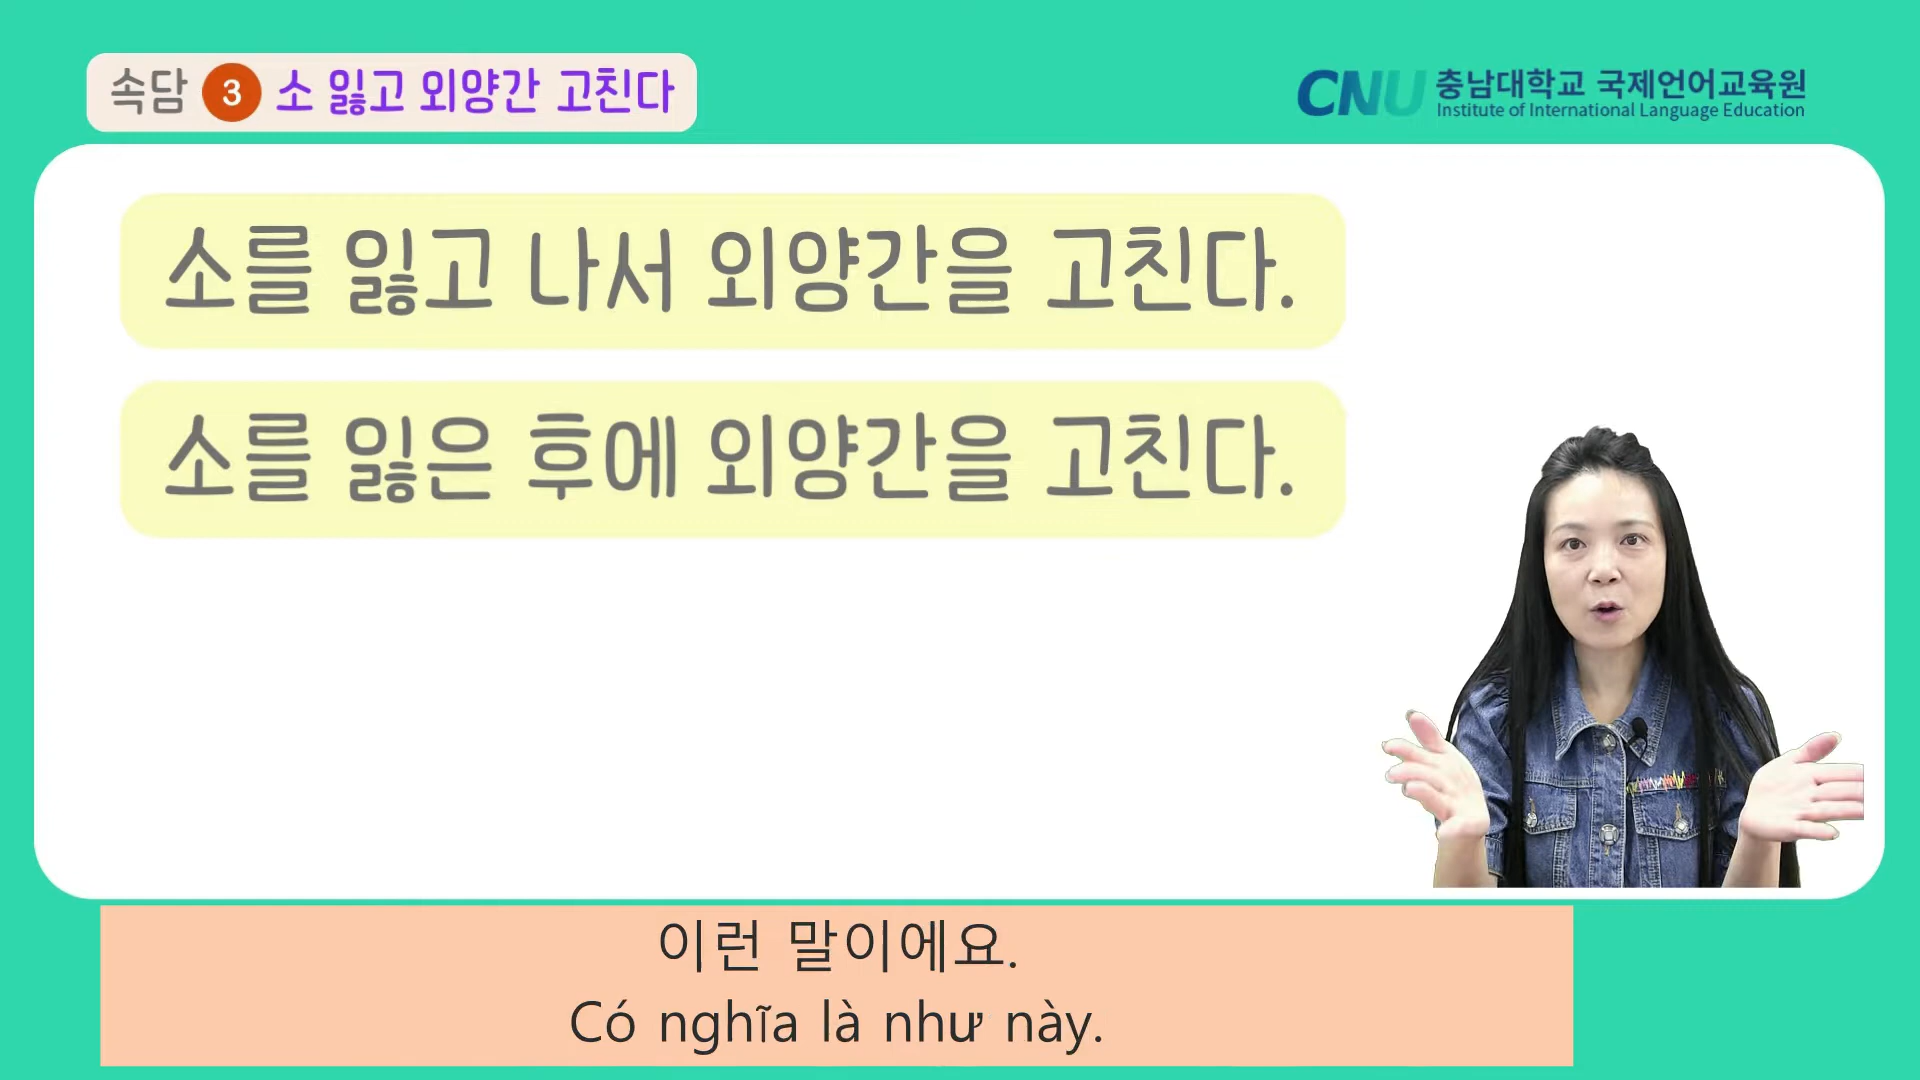 속담 3 소 잃고 외양간 고친다
CNU 충남대학교 국제언어교육원
Institute of International Language Education
소를 잃고 나서 외양간을 고친다.
소를 잃은 후에 외양간을 고친다.
이런 말이에요.
Có nghĩa là như này.